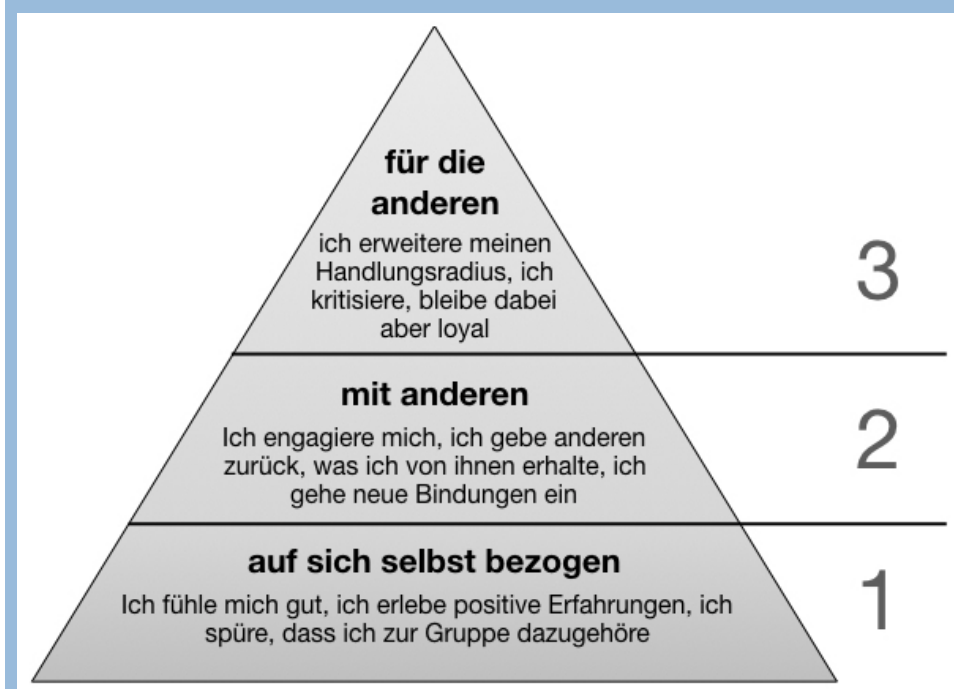 für die
anderen
ich erweitere meinen
Handlungsradius, ich
kritisiere, bleibe dabei
aber loyal
3
mit anderen
Ich engagiere mich, ich gebe anderen
zurück, was ich von ihnen erhalte, ich
gehe neue Bindungen ein
2
auf sich selbst bezogen
Ich fühle mich gut, ich erlebe positive Erfahrungen, ich
spüre, dass ich zur Gruppe dazugehöre
1